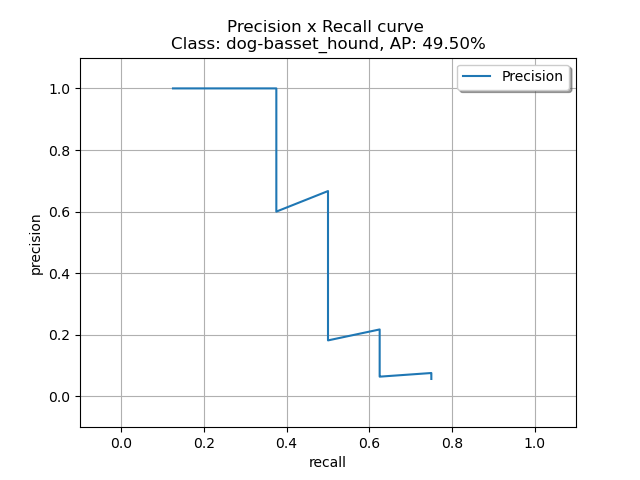 Precision x Recall curve
Class: dog-basset_hound, AP: 49.50%
Precision
1.0
0.8
0.6
0.4
0.2
0.0
precision
0.0 0.2 0.4 0.6 0.8 1.0
recall